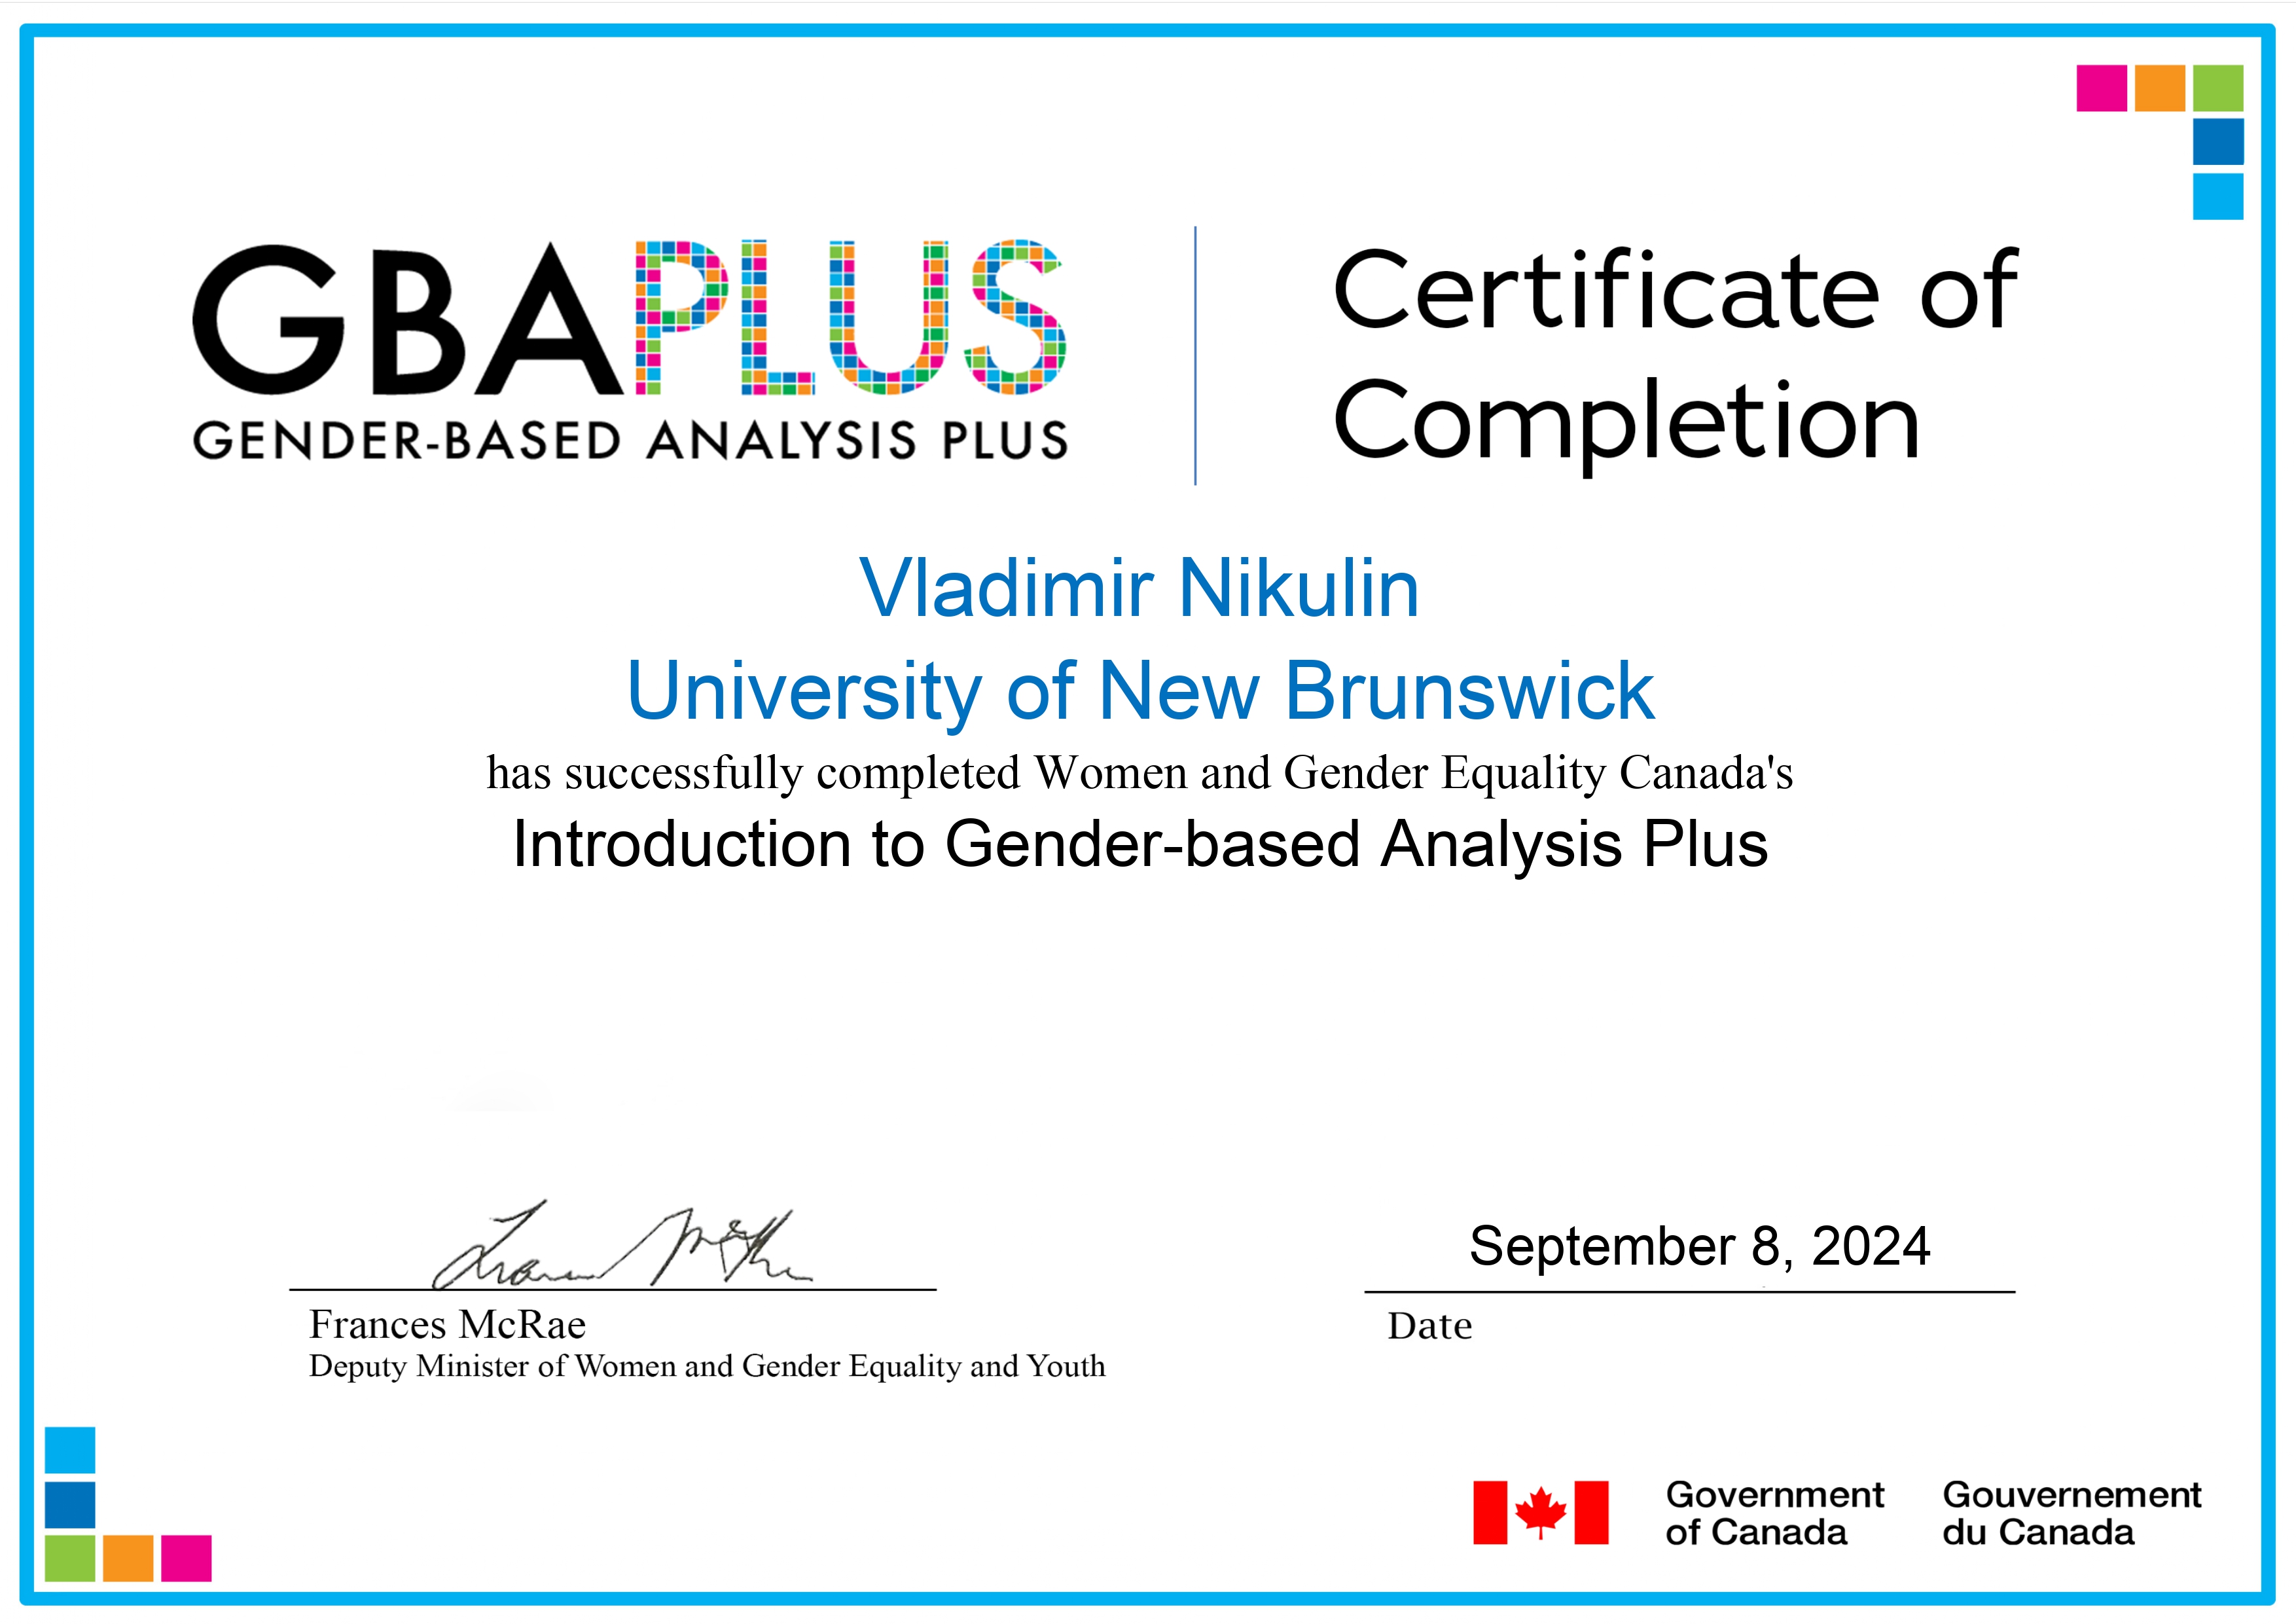 GBAPLUS
GENDER-BASED ANALYSIS PLUS
Certificate of
Completion
Vladimir Nikulin
University of New Brunswick
has successfully completed Women and Gender Equality Canada's
Introduction to Gender-based Analysis Plus
Frances McRae
Deputy Minister of Women and Gender Equality and Youth
September 8, 2024
Date
Government
of Canada
Gouvernement
du Canada